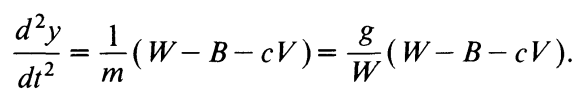 d²y/dt² = 1/m (W − B − cV) = g/W (W − B − cV).